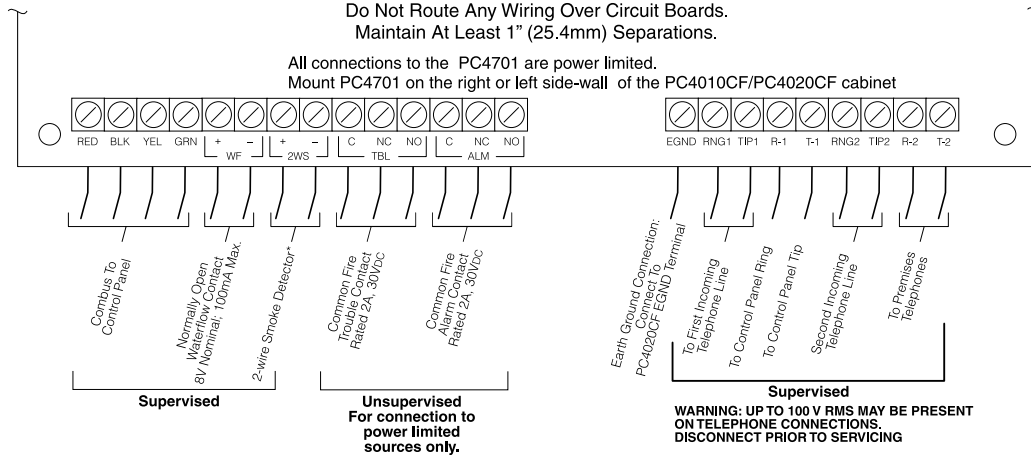 Do Not Route Any Wiring Over Circuit Boards.
Maintain At Least 1" (25.4mm) Separations.
All connections to the PC4701 are power limited.
Mount PC4701 on the right or left side-wall of the PC4010CF/PC4020CF cabinet
RED BLK YEL GRN + − + − C NC NO C NC NO
WF 2WS TBL ALM
EGND RNG1 TIP1 R-1 T-1 RNG2 TIP2 R-2 T-2
Combus To
Control Panel
Normally Open
Waterflow Contact
8V Nominal; 100mA Max.
2-wire Smoke Detector*
Common Fire
Trouble Contact
Rated 2A, 30VDC
Common Fire
Alarm Contact
Rated 2A, 30VDC
Earth Ground Connection:
Connect To
PC4020CF EGND Terminal
To First Incoming
Telephone Line
To Control Panel Ring
To Control Panel Tip
Second Incoming
Telephone Line
To Premises
Telephones
Supervised
Unsupervised
For connection to
power limited
sources only.
Supervised
WARNING: UP TO 100 V RMS MAY BE PRESENT
ON TELEPHONE CONNECTIONS.
DISCONNECT PRIOR TO SERVICING